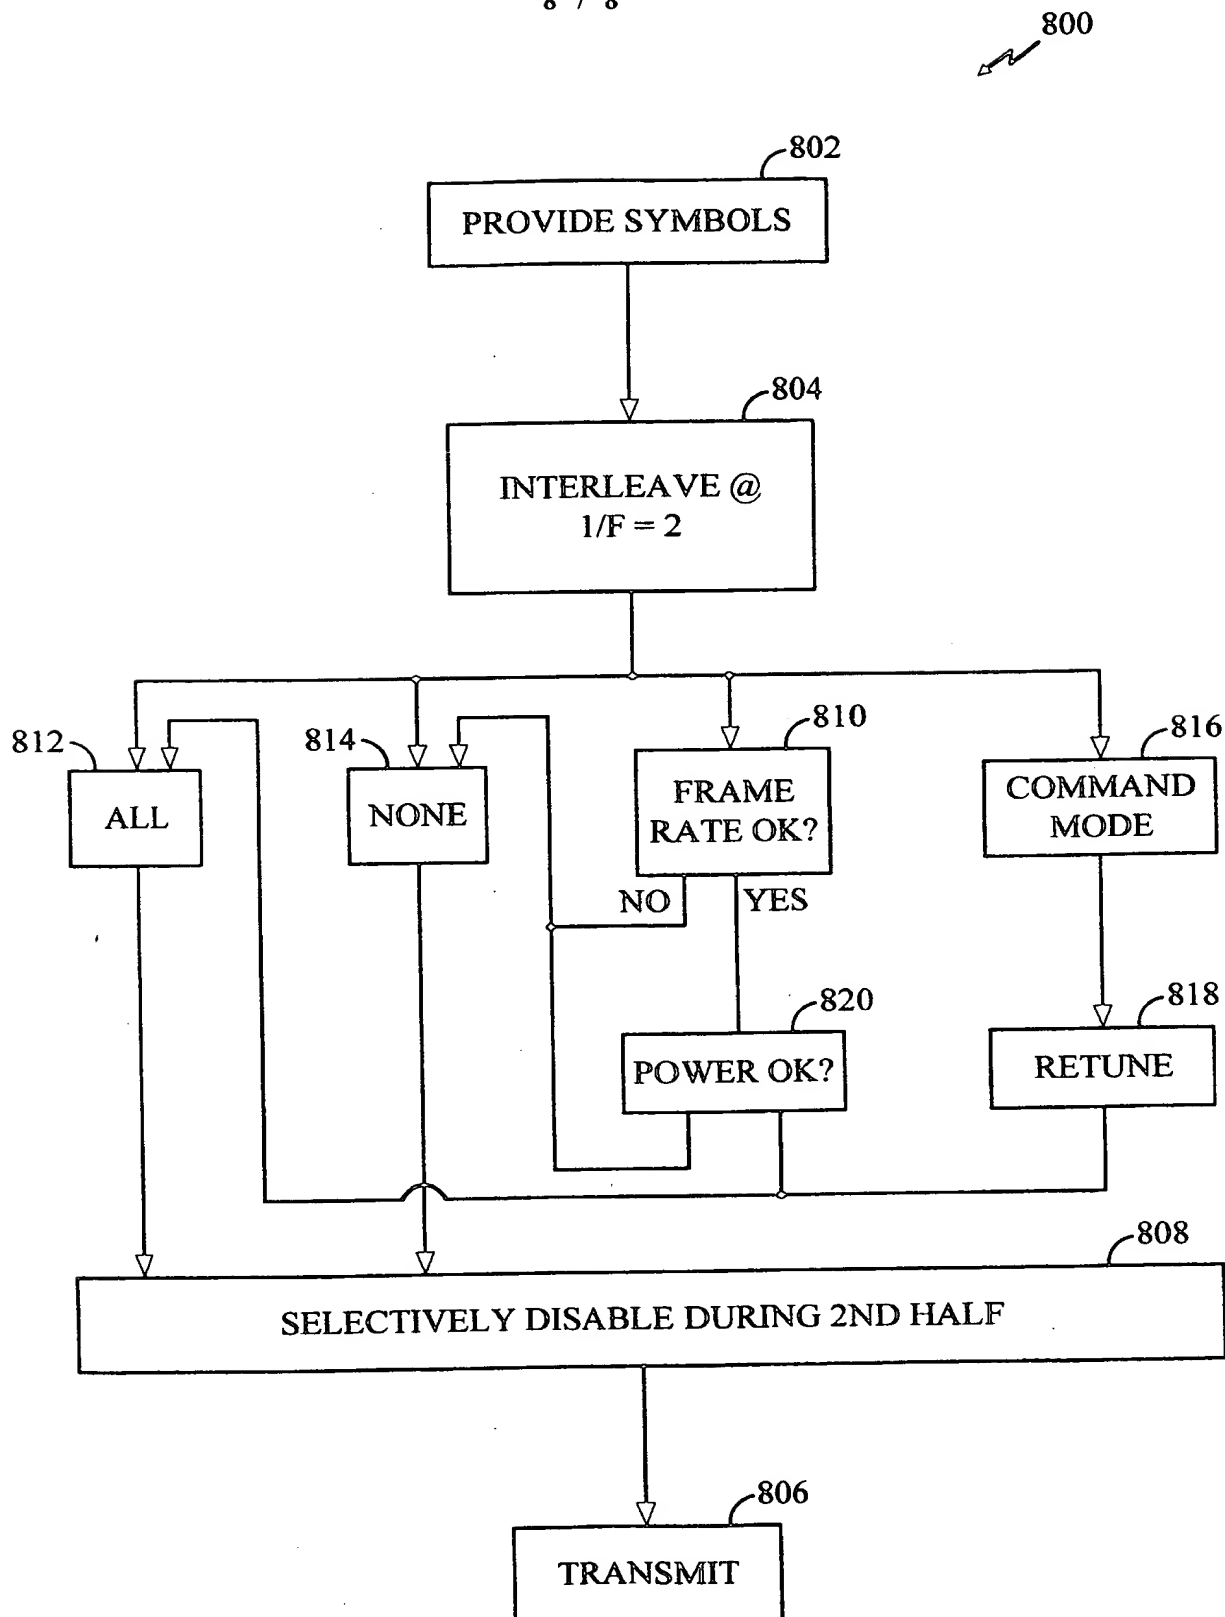 8 / 8
800
802
PROVIDE SYMBOLS
804
INTERLEAVE @
1/F = 2
812
ALL
814
NONE
810
FRAME
RATE OK?
NO
YES
816
COMMAND
MODE
820
POWER OK?
818
RETUNE
808
SELECTIVELY DISABLE DURING 2ND HALF
806
TRANSMIT